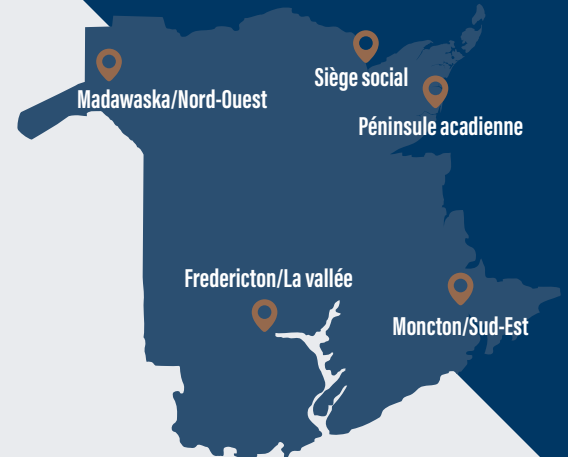 Siège social
Madawaska/Nord-Ouest
Péninsule acadienne
Fredericton/La vallée
Moncton/Sud-Est